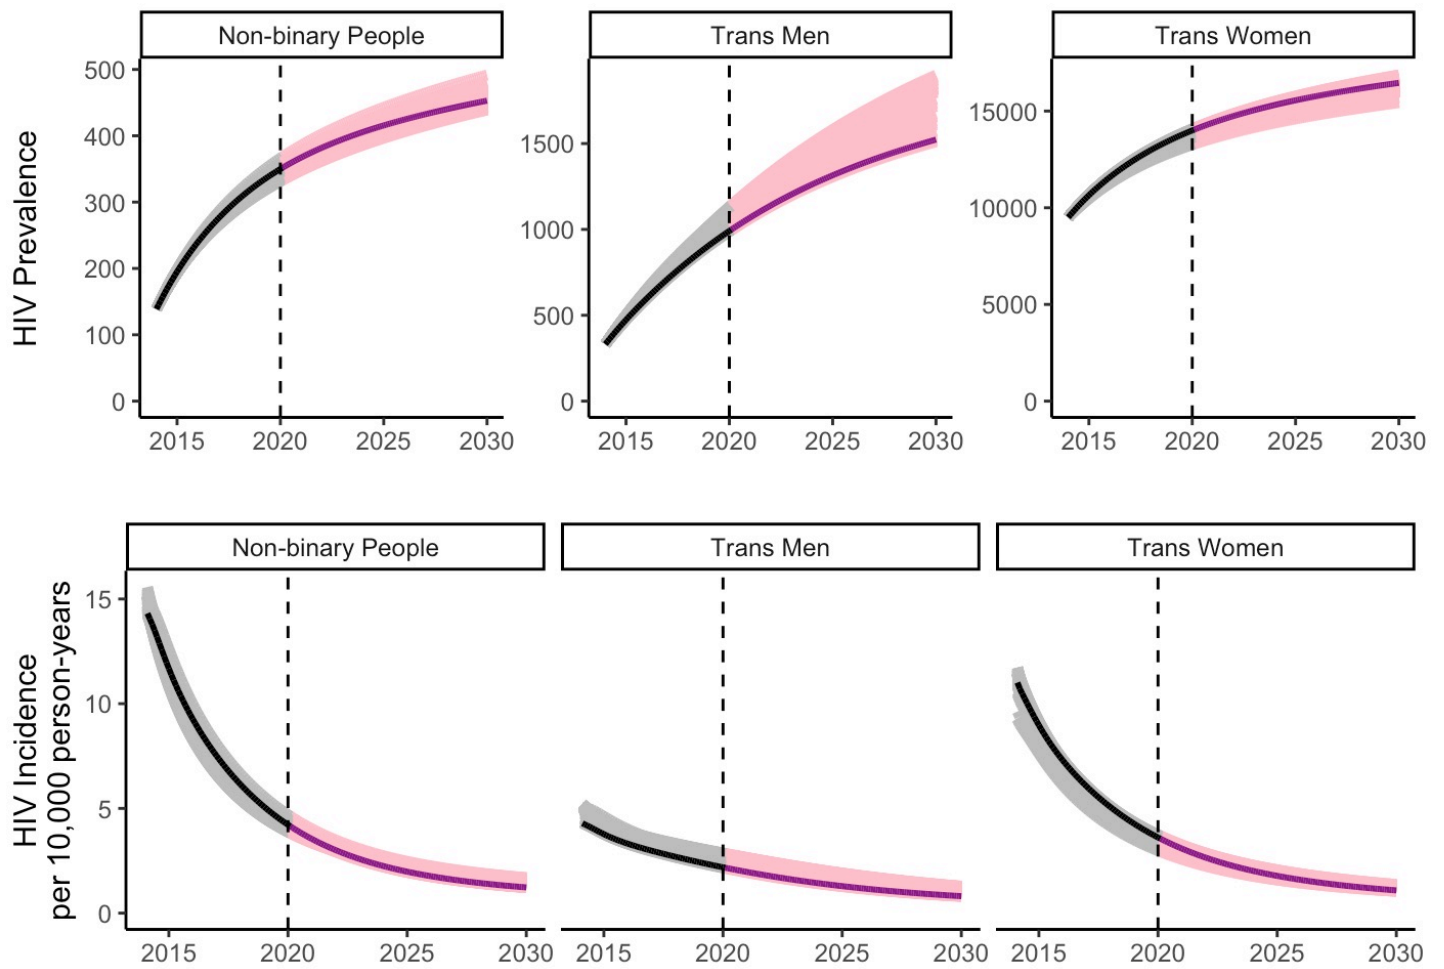 Non-binary People
Trans Men
Trans Women
HIV Prevalence
500
400
300
200
100
0
1500
1000
500
0
15000
10000
5000
0
2015 2020 2025 2030
2015 2020 2025 2030
2015 2020 2025 2030
Non-binary People
Trans Men
Trans Women
HIV Incidence
per 10,000 person-years
15
10
5
0
2015 2020 2025 2030
2015 2020 2025 2030
2015 2020 2025 2030